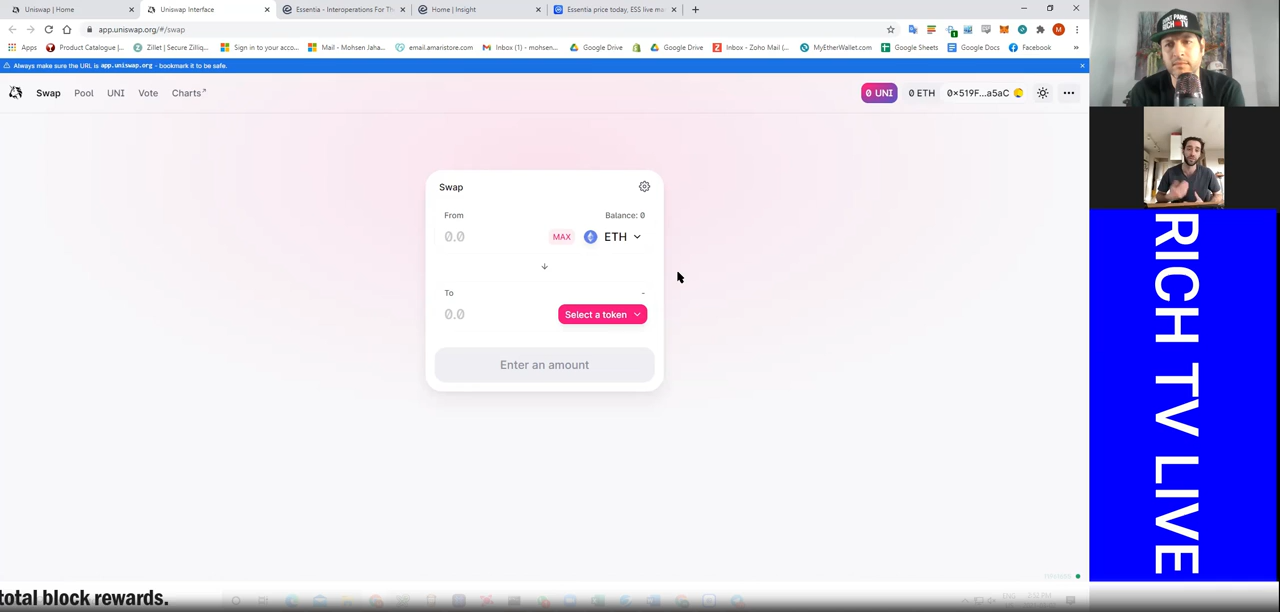 Uniswap | Home
Uniswap Interface
Essentia - Interoperations For Th
Home | Insight
Essentia price today, ESS live ma
app.uniswap.org/#/swap
Apps
Product Catalogue |...
Zillet | Secure Zilliq...
Sign in to your acco...
Mail - Mohsen Jaha...
email.amaristore.com
Inbox (1) - mohsen...
Google Drive
Google Drive
Inbox - Zoho Mail (...
MyEtherWallet.com
Google Sheets
Google Docs
Facebook
»
Always make sure the URL is app.uniswap.org - bookmark it to be safe.
Swap
Pool
UNI
Vote
Charts↗
0 UNI
0 ETH
0×519F...a5aC
Swap
From
Balance: 0
0.0
MAX
ETH
To
-
0.0
Select a token
Enter an amount
RICH TV LIVE
total block rewards.